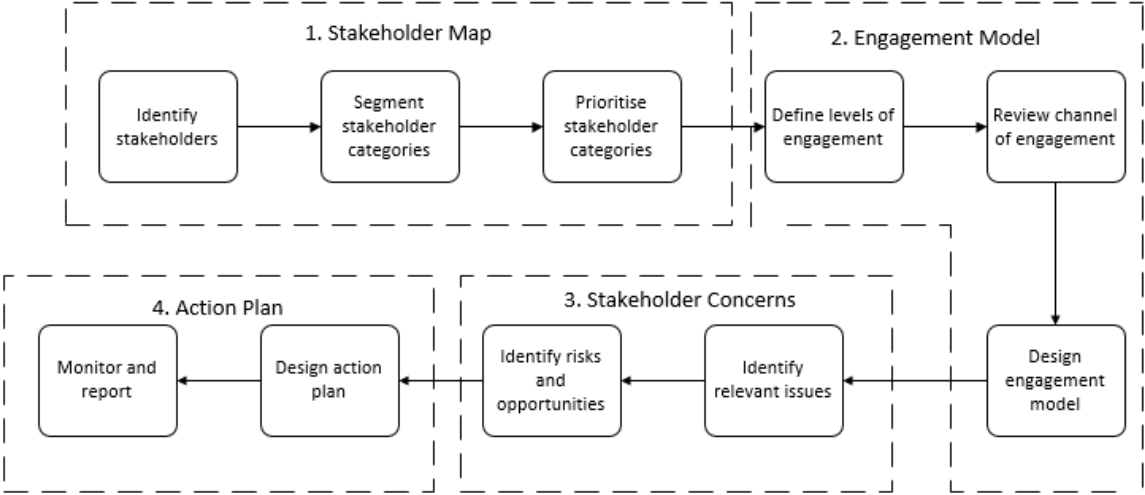 1. Stakeholder Map
Identify
stakeholders
Segment
stakeholder
categories
Prioritise
stakeholder
categories
2. Engagement Model
Define levels of
engagement
Review channel
of engagement
Design
engagement
model
3. Stakeholder Concerns
Identify
relevant issues
Identify risks
and
opportunities
4. Action Plan
Design action
plan
Monitor and
report